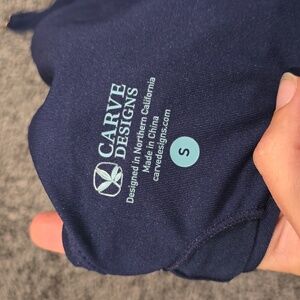 CARVE
DESIGNS
Designed in Northern California
Made in China
carvedesigns.com
S